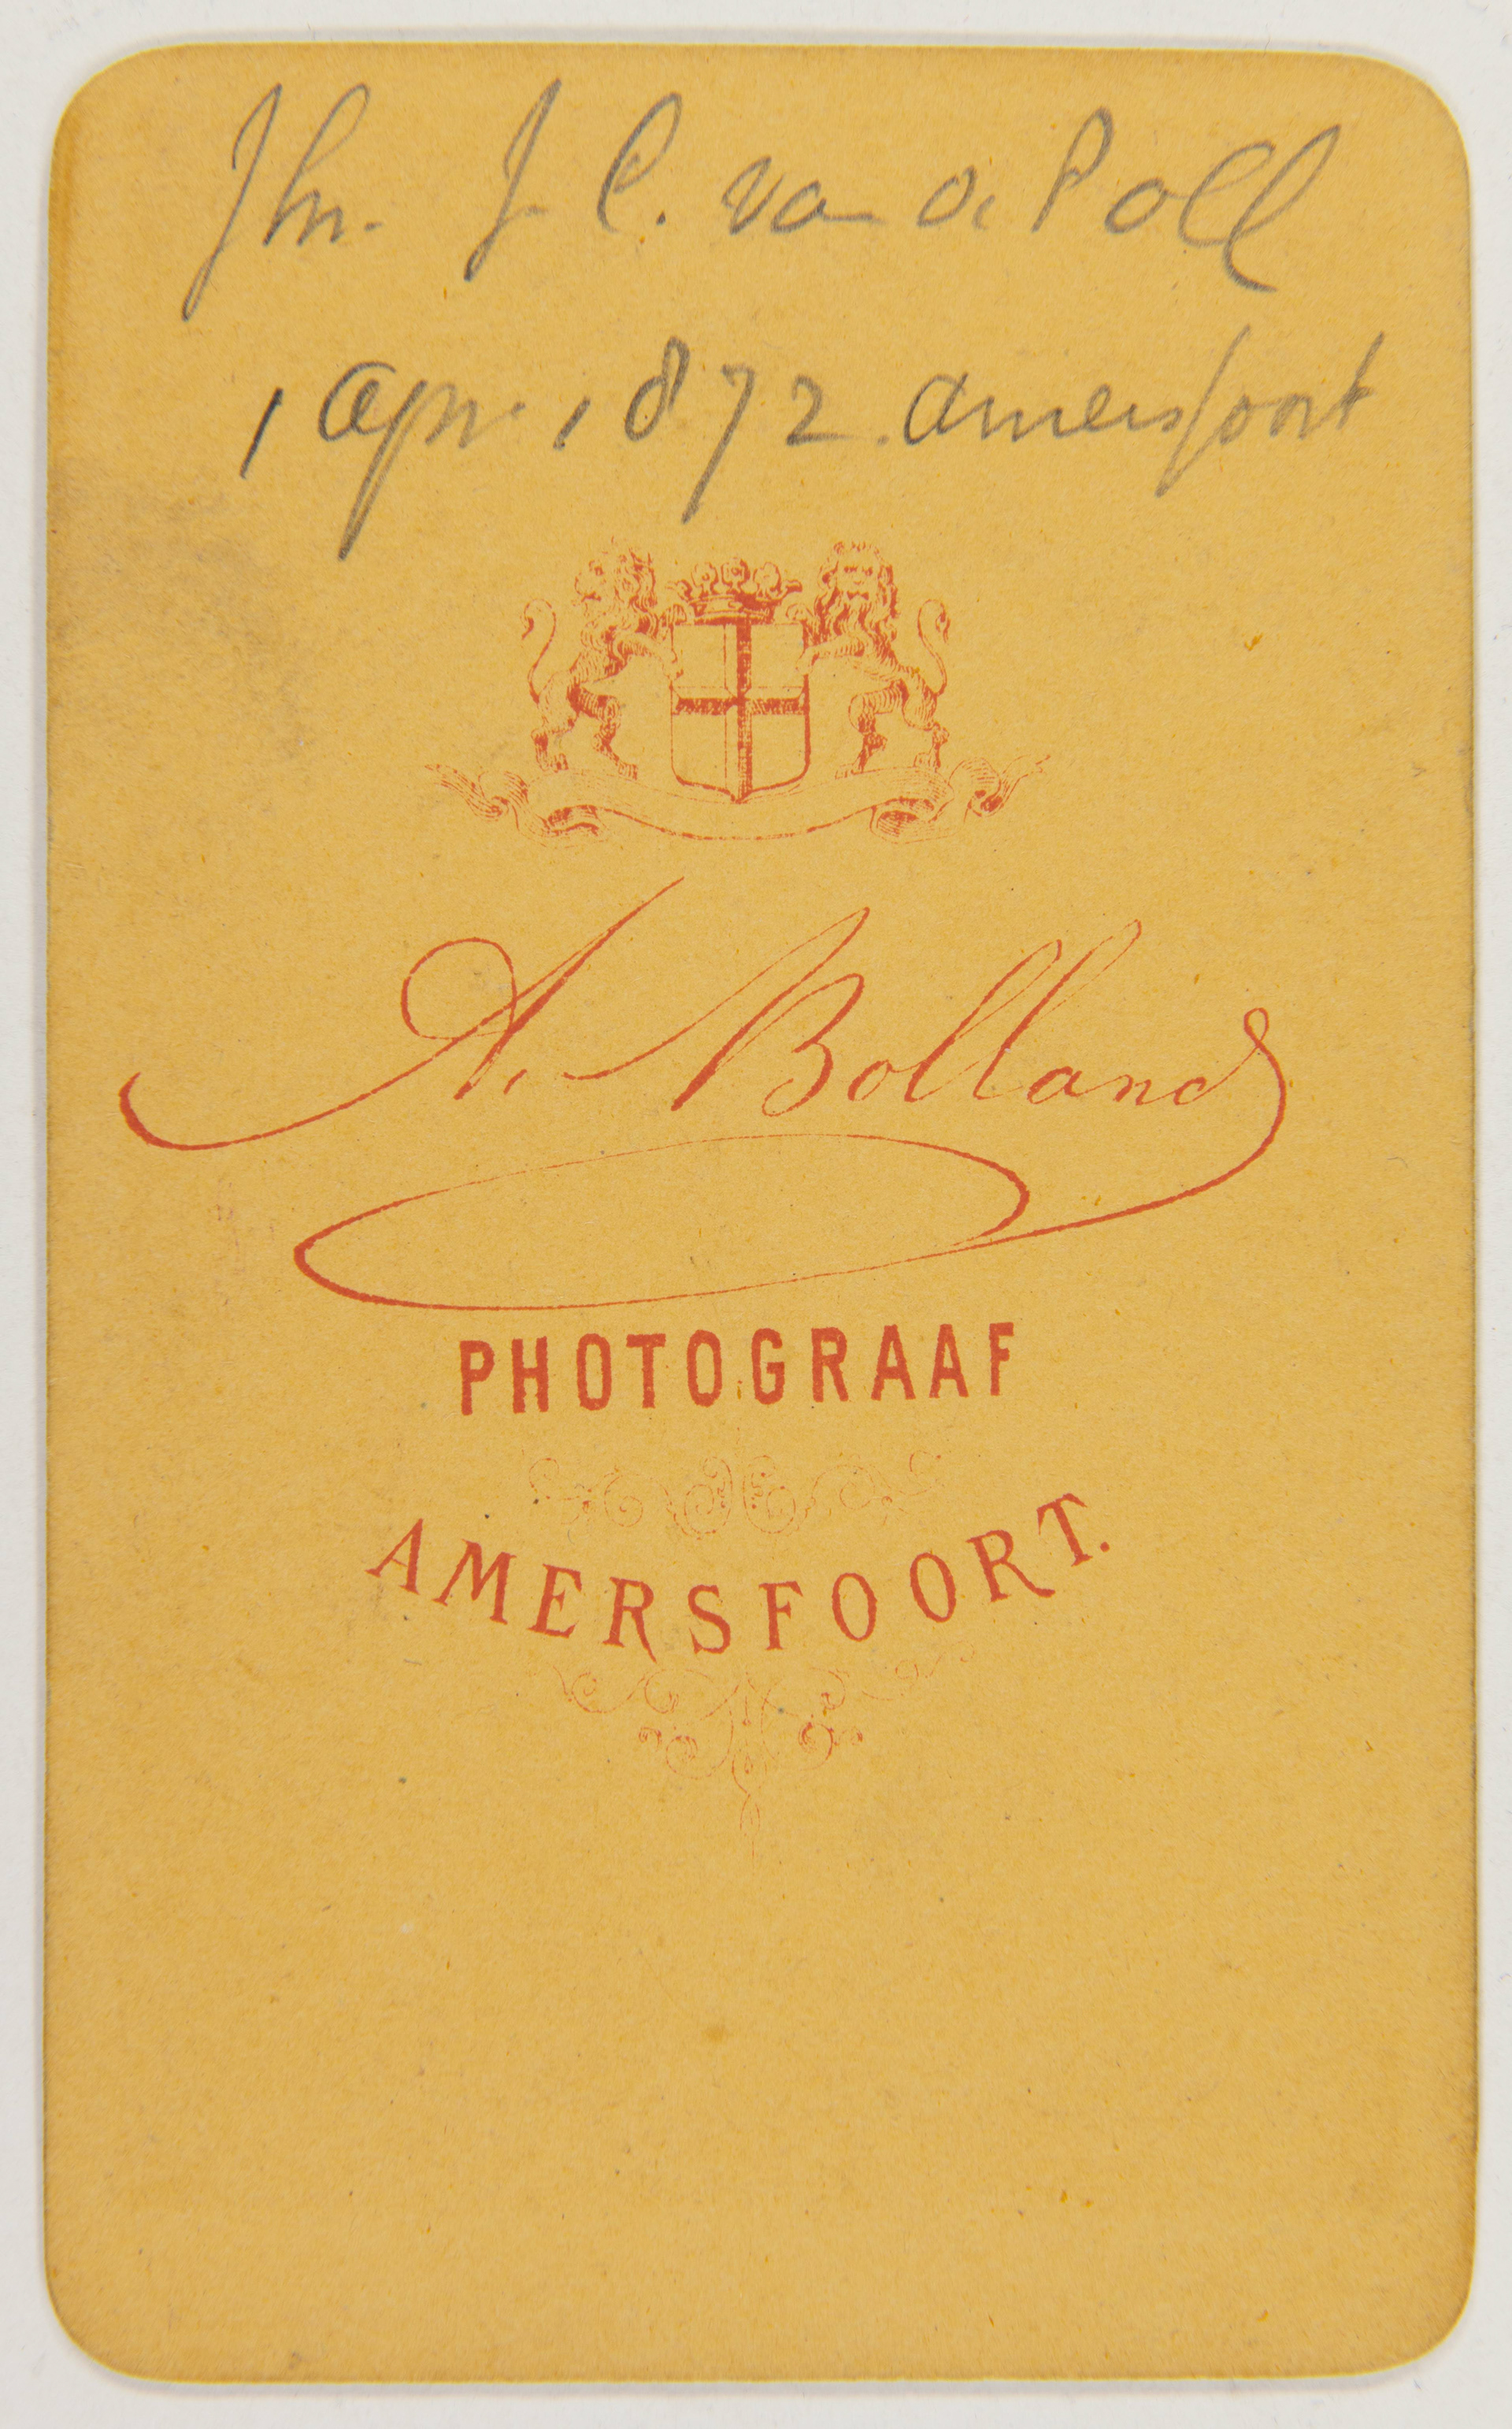 Jhr. J. C. van de Poll
1 Apr. 1872. Amersfoort
A. Bolland
PHOTOGRAAF
AMERSFOORT.